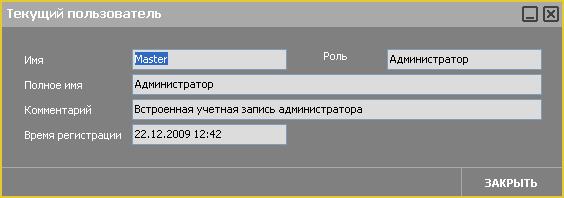 Текущий пользователь
Имя Master Роль Администратор
Полное имя Администратор
Комментарий Встроенная учетная запись администратора
Время регистрации 22.12.2009 12:42
ЗАКРЫТЬ